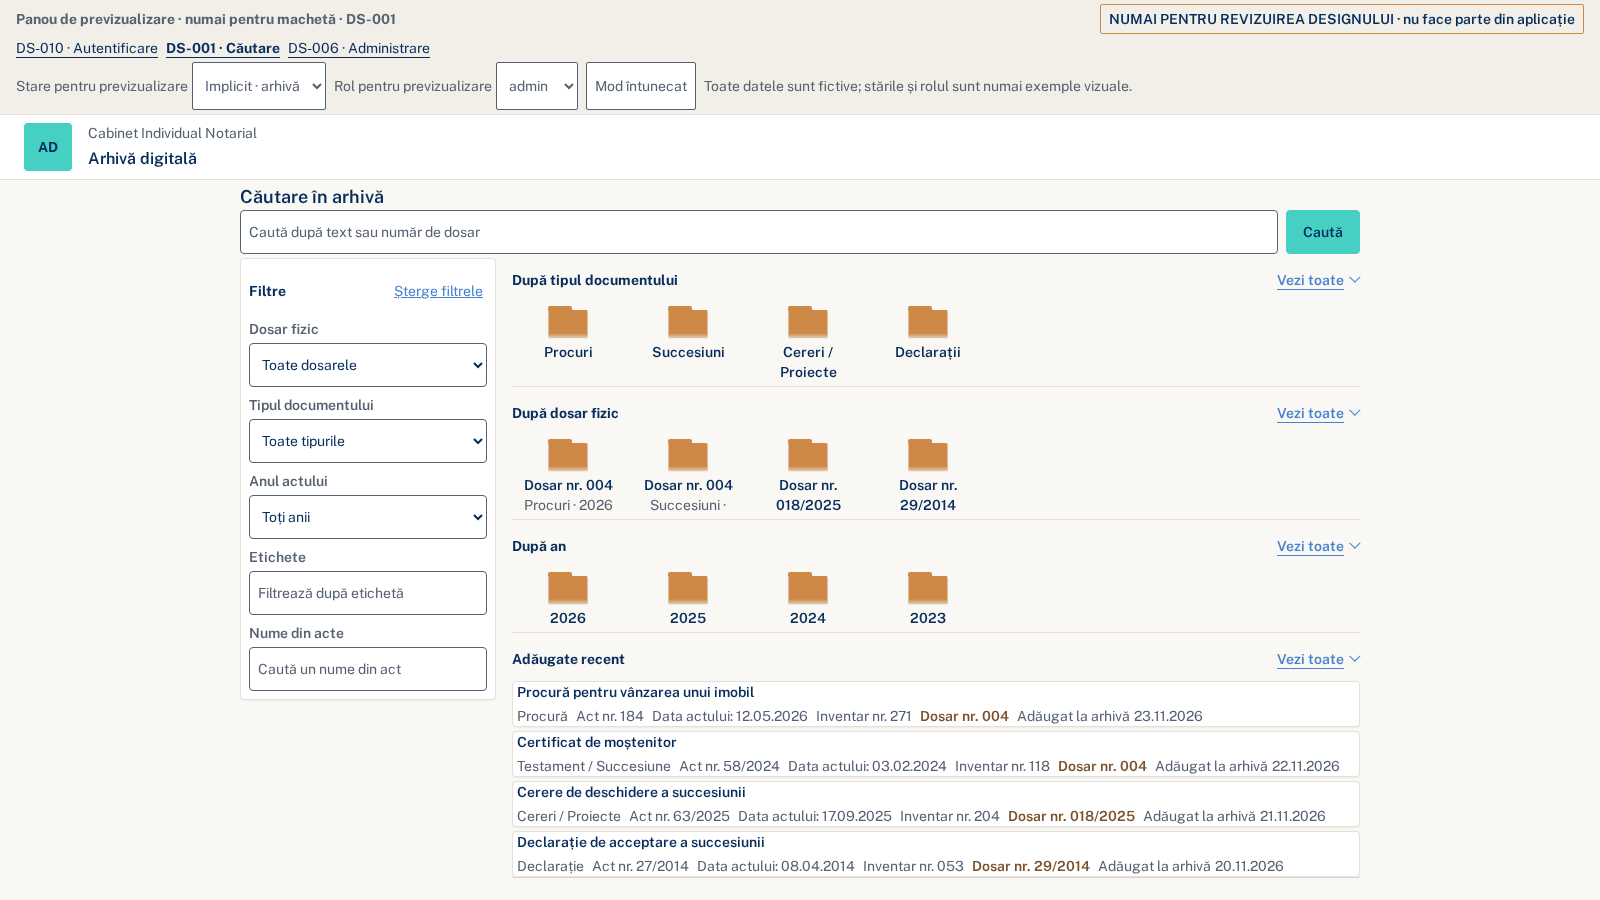 Panou de previzualizare · numai pentru machetă · DS-001
NUMAI PENTRU REVIZUIREA DESIGNULUI · nu face parte din aplicație
DS-010 · Autentificare DS-001 · Căutare DS-006 · Administrare
Stare pentru previzualizare Implicit · arhivă Rol pentru previzualizare admin Mod întunecat Toate datele sunt fictive; stările și rolul sunt numai exemple vizuale.
AD
Cabinet Individual Notarial
Arhivă digitală
Căutare în arhivă
Caută după text sau număr de dosar Caută
Filtre Șterge filtrele
Dosar fizic
Toate dosarele
Tipul documentului
Toate tipurile
Anul actului
Toți anii
Etichete
Filtrează după etichetă
Nume din acte
Caută un nume din act
După tipul documentului Vezi toate
Procuri Succesiuni Cereri / Declarații
Proiecte
După dosar fizic Vezi toate
Dosar nr. 004 Dosar nr. 004 Dosar nr. Dosar nr.
Procuri · 2026 Succesiuni · 018/2025 29/2014
După an Vezi toate
2026 2025 2024 2023
Adăugate recent Vezi toate
Procură pentru vânzarea unui imobil
Procură Act nr. 184 Data actului: 12.05.2026 Inventar nr. 271 Dosar nr. 004 Adăugat la arhivă 23.11.2026
Certificat de moștenitor
Testament / Succesiune Act nr. 58/2024 Data actului: 03.02.2024 Inventar nr. 118 Dosar nr. 004 Adăugat la arhivă 22.11.2026
Cerere de deschidere a succesiunii
Cereri / Proiecte Act nr. 63/2025 Data actului: 17.09.2025 Inventar nr. 204 Dosar nr. 018/2025 Adăugat la arhivă 21.11.2026
Declarație de acceptare a succesiunii
Declarație Act nr. 27/2014 Data actului: 08.04.2014 Inventar nr. 053 Dosar nr. 29/2014 Adăugat la arhivă 20.11.2026